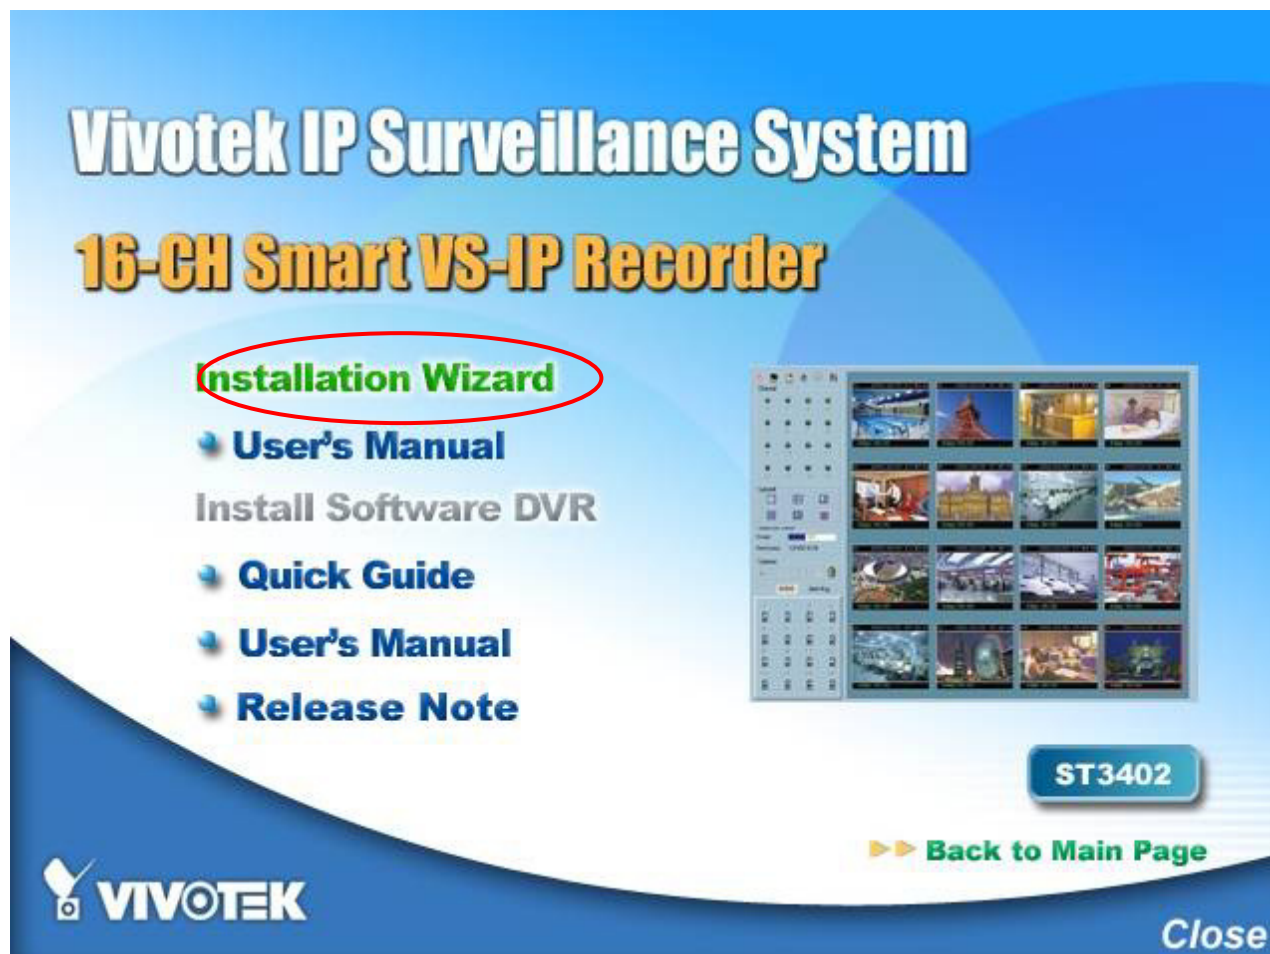 Vivotek IP Surveillance System
16-CH Smart VS-IP Recorder
Installation Wizard
User's Manual
Install Software DVR
Quick Guide
User's Manual
Release Note
ST3402
Back to Main Page
VIVOTEK
Close